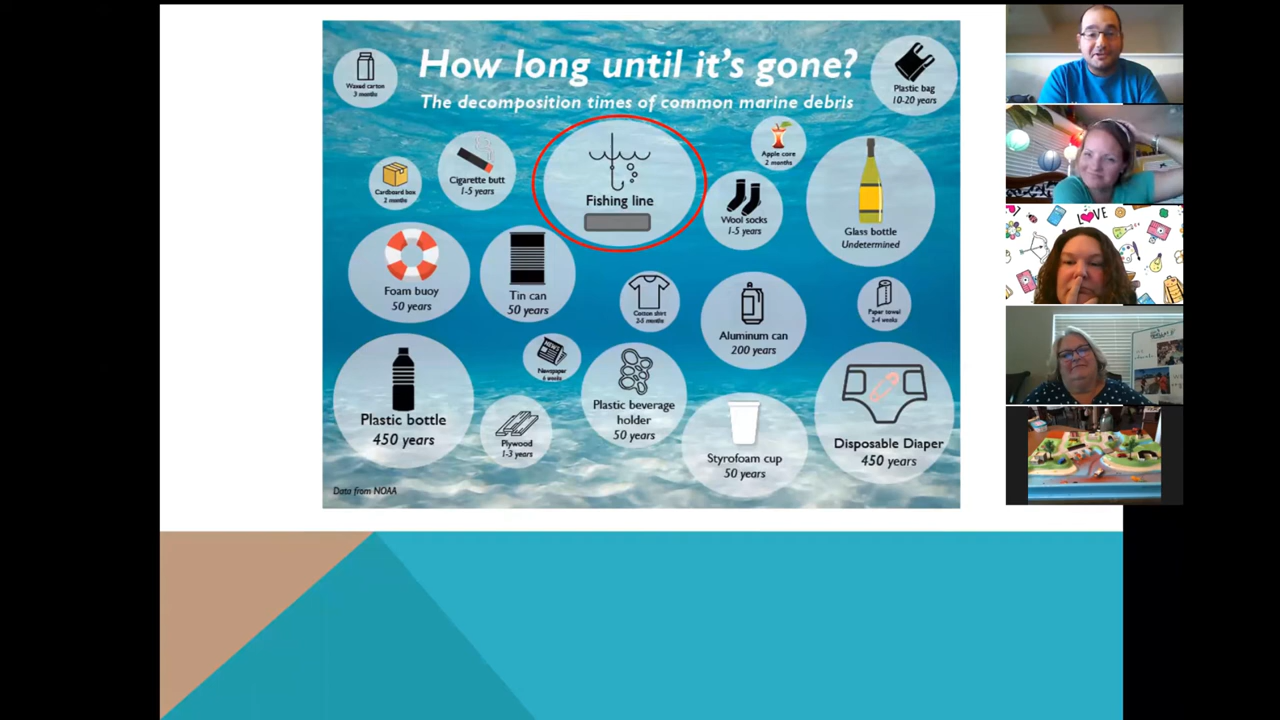 How long until it's gone?
The decomposition times of common marine debris
Waxed carton
3 months
Plastic bag
10-20 years
Cardboard box
2 months
Cigarette butt
1-5 years
Fishing line
Apple core
2 months
Wool socks
1-5 years
Glass bottle
Undetermined
Foam buoy
50 years
Tin can
50 years
Cotton shirt
2-5 months
Aluminum can
200 years
Paper towel
2-4 weeks
Plastic bottle
450 years
NEWS
Newspaper
6 weeks
Plywood
1-3 years
Plastic beverage
holder
50 years
Styrofoam cup
50 years
Disposable Diaper
450 years
Data from NOAA
LOVE